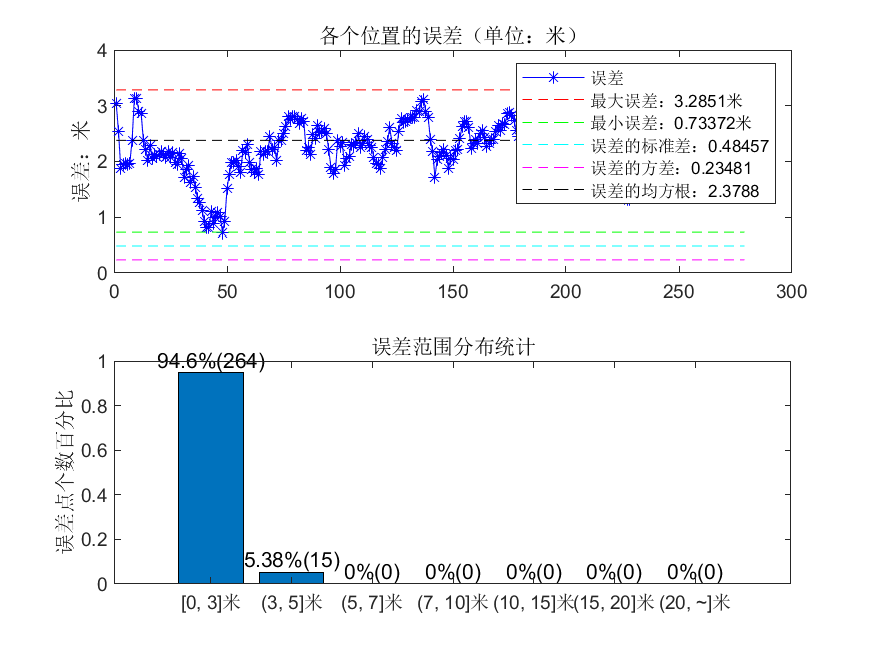 各个位置的误差（单位：米）
误差：米
4
3
2
1
0
0 50 100 150 200 250 300
误差
最大误差：3.2851米
最小误差：0.73372米
误差的标准差：0.48457
误差的方差：0.23481
误差的均方根：2.3788
误差范围分布统计
误差点个数百分比
1
0.8
0.6
0.4
0.2
0
94.6%(264)
5.38%(15)
0%(0) 0%(0) 0%(0) 0%(0) 0%(0)
[0, 3]米 (3, 5]米 (5, 7]米 (7, 10]米 (10, 15]米 (15, 20]米 (20, ~]米